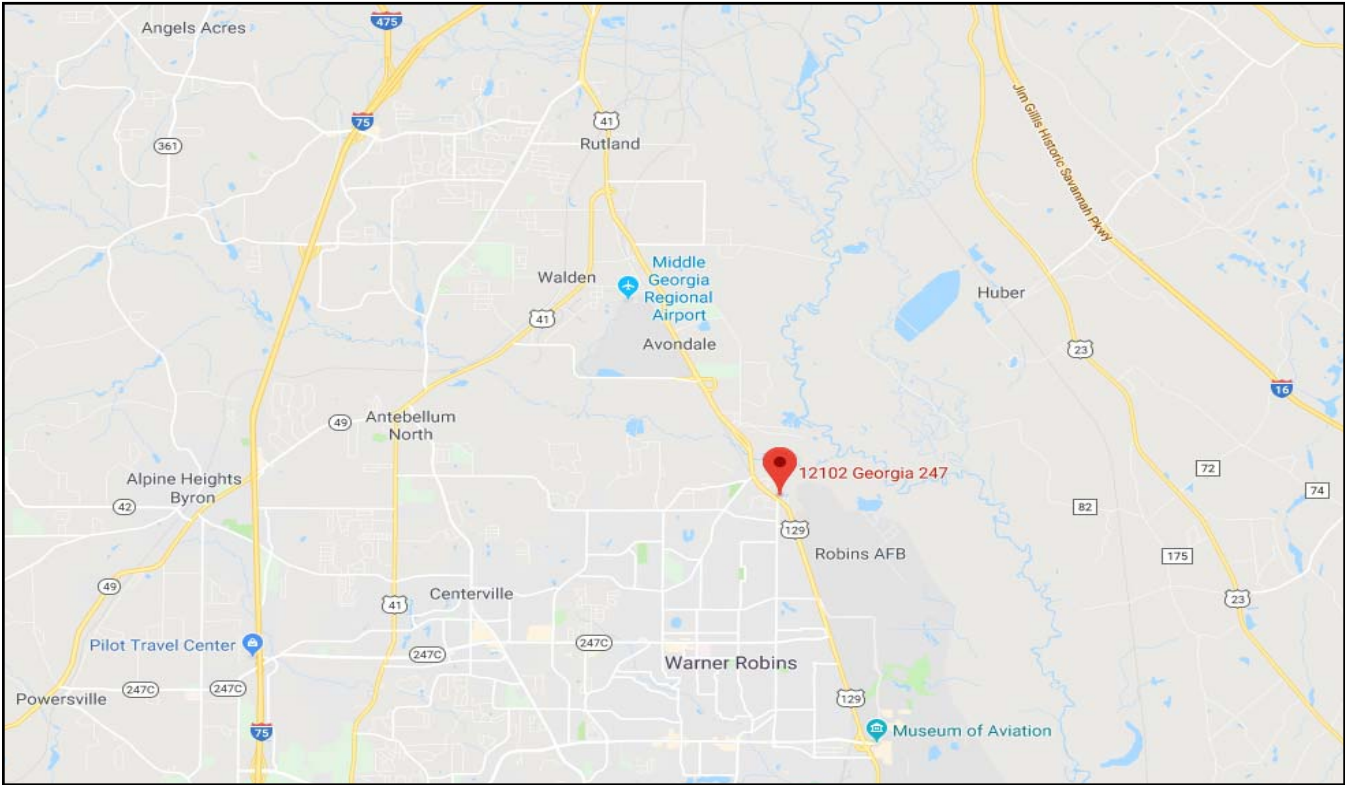 475
Angels Acres
75
41
Rutland
361
Jim Gillis Historic Savannah Pkwy
Middle
Georgia
Regional
Airport
Walden
Huber
41
Avondale
23
16
49
Antebellum
North
12102 Georgia 247
72
74
Alpine Heights
Byron
42
82
129
Robins AFB
175
49
Centerville
41
23
Pilot Travel Center
247C
247C
Warner Robins
247C
247C
Powersville
129
75
Museum of Aviation